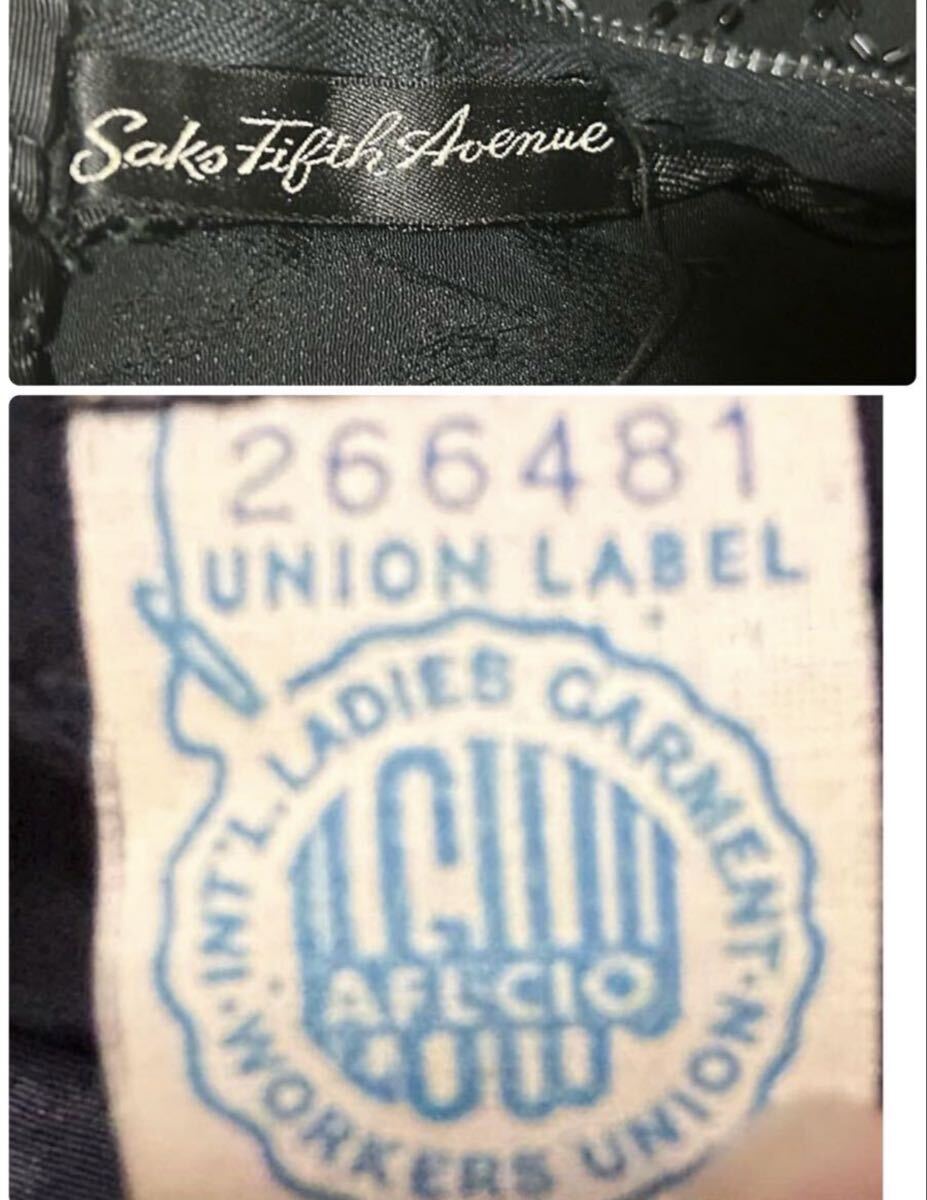 Saks Fifth Avenue
266481
UNION LABEL
INT'L. LADIES GARMENT
WORKERS UNION
ILGWU
AFL-CIO